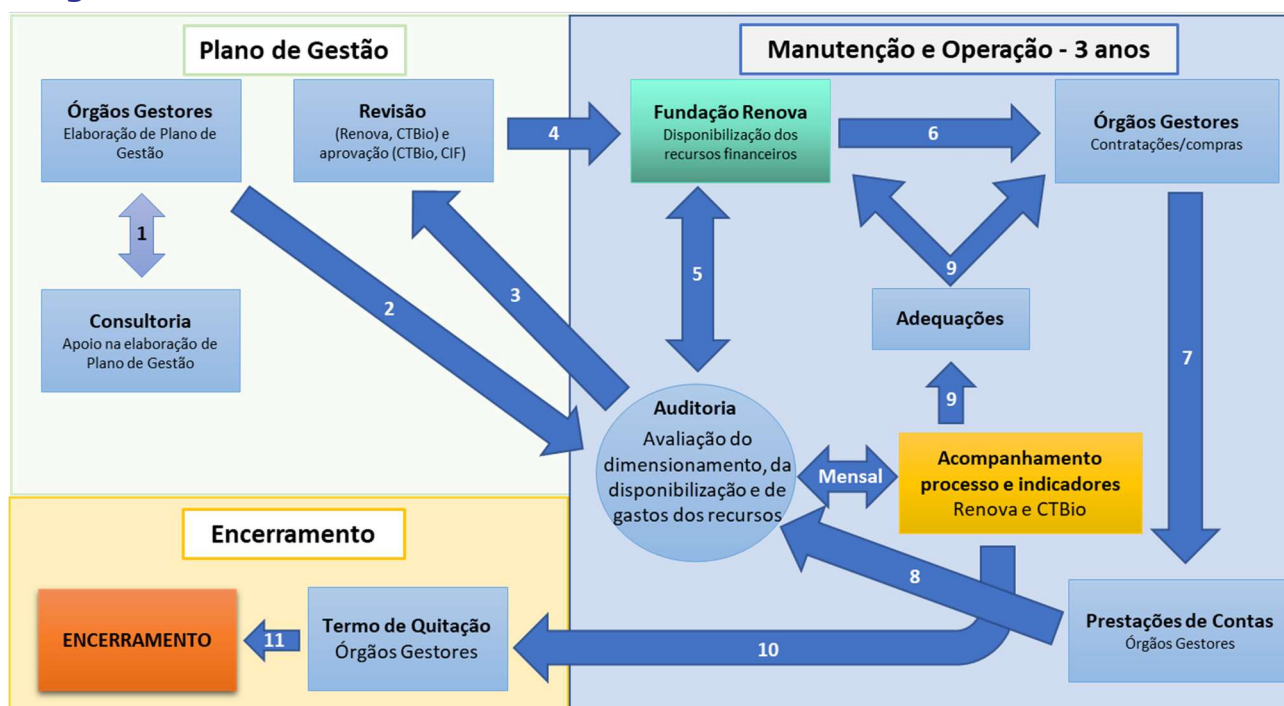 Plano de Gestão
Órgãos Gestores
Elaboração de Plano de
Gestão
Revisão
(Renova, CTBio) e
aprovação (CTBio, CIF)
1
Consultoria
Apoio na elaboração de
Plano de Gestão
2
3
4
Manutenção e Operação - 3 anos
Fundação Renova
Disponibilização dos
recursos financeiros
6
Órgãos Gestores
Contratações/compras
5
9
Adequações
7
9
Auditoria
Avaliação do
dimensionamento, da
disponibilização e de
gastos dos recursos
Mensal
Acompanhamento
processo e indicadores
Renova e CTBio
8
Prestações de Contas
Órgãos Gestores
10
Encerramento
ENCERRAMENTO
11
Termo de Quitação
Órgãos Gestores